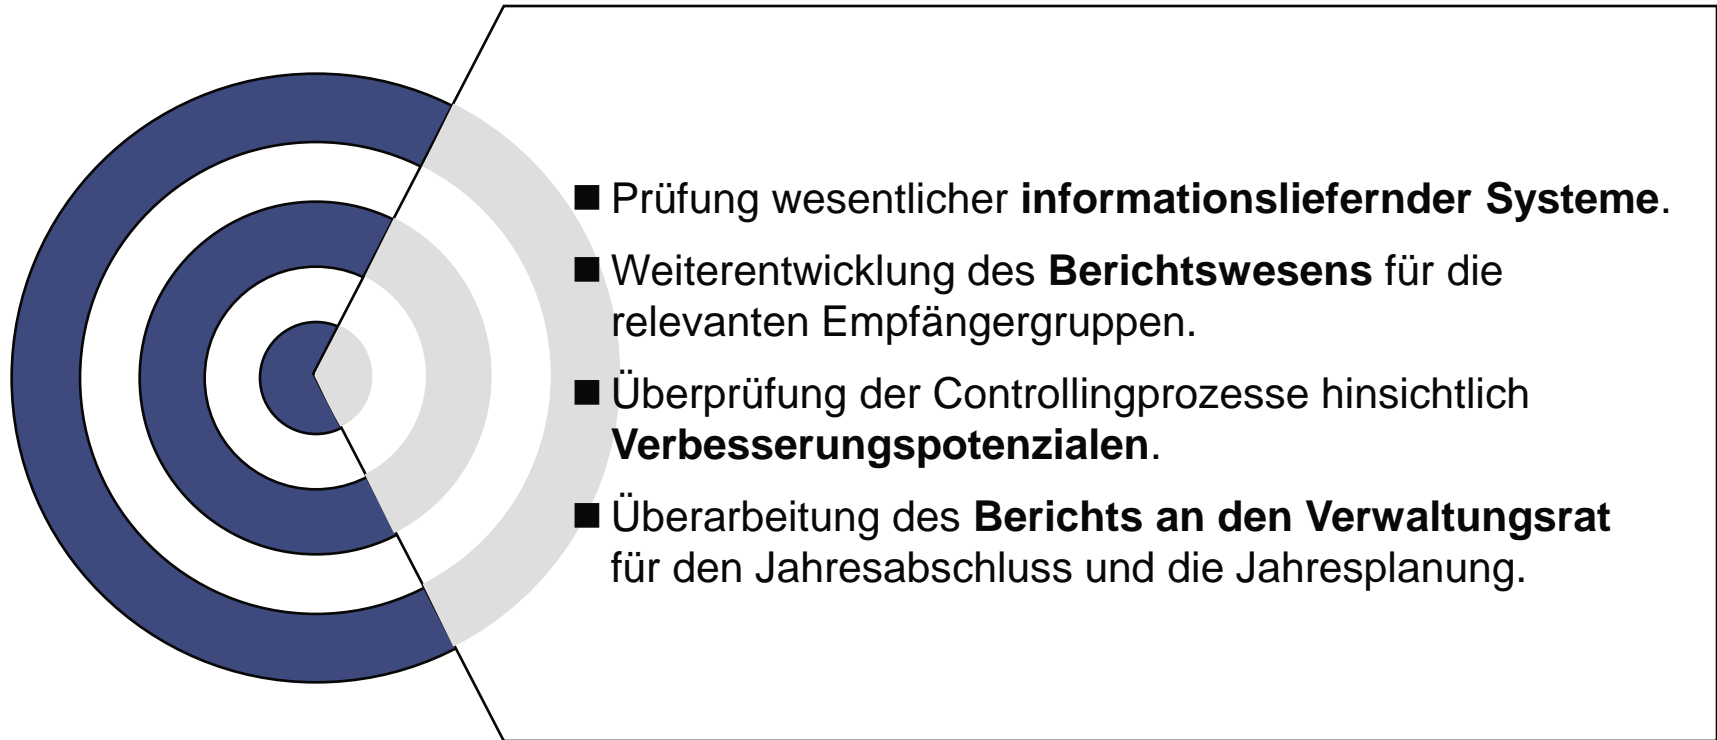 ■ Prüfung wesentlicher informationsliefernder Systeme.
■ Weiterentwicklung des Berichtswesens für die
relevanten Empfängergruppen.
■ Überprüfung der Controllingprozesse hinsichtlich
Verbesserungspotenzialen.
■ Überarbeitung des Berichts an den Verwaltungsrat
für den Jahresabschluss und die Jahresplanung.